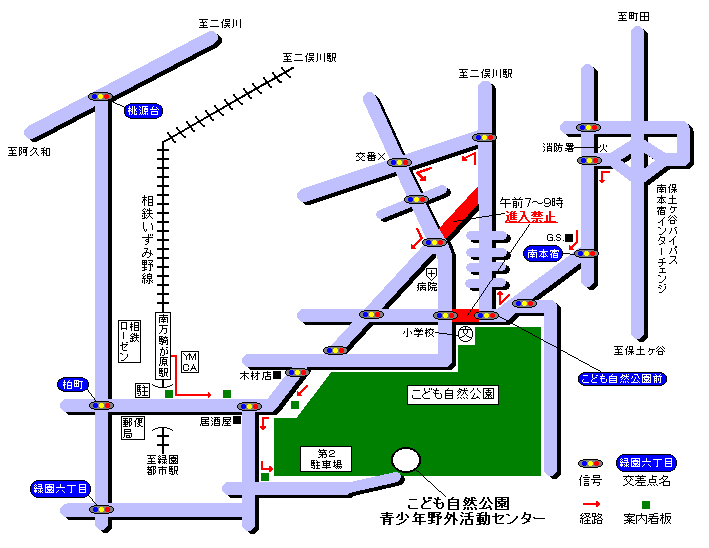 至二俣川
至町田
至二俣川駅
至二俣川駅
桃源台
至阿久和
交番×
消防署
火
午前7～9時
進入禁止
相鉄いずみ野線
保土ヶ谷バイパス
南本宿インターチェンジ
G.S.
南本宿
病院
南万騎が原駅
相鉄
ローゼン
YM
CA
小学校
文
至保土ヶ谷
木材店
こども自然公園前
柏町
駐
こども自然公園
郵便
局
居酒屋
至緑園
都市駅
第2
駐車場
緑園六丁目
緑園六丁目
信号
交差点名
こども自然公園
青少年野外活動センター
経路
案内看板